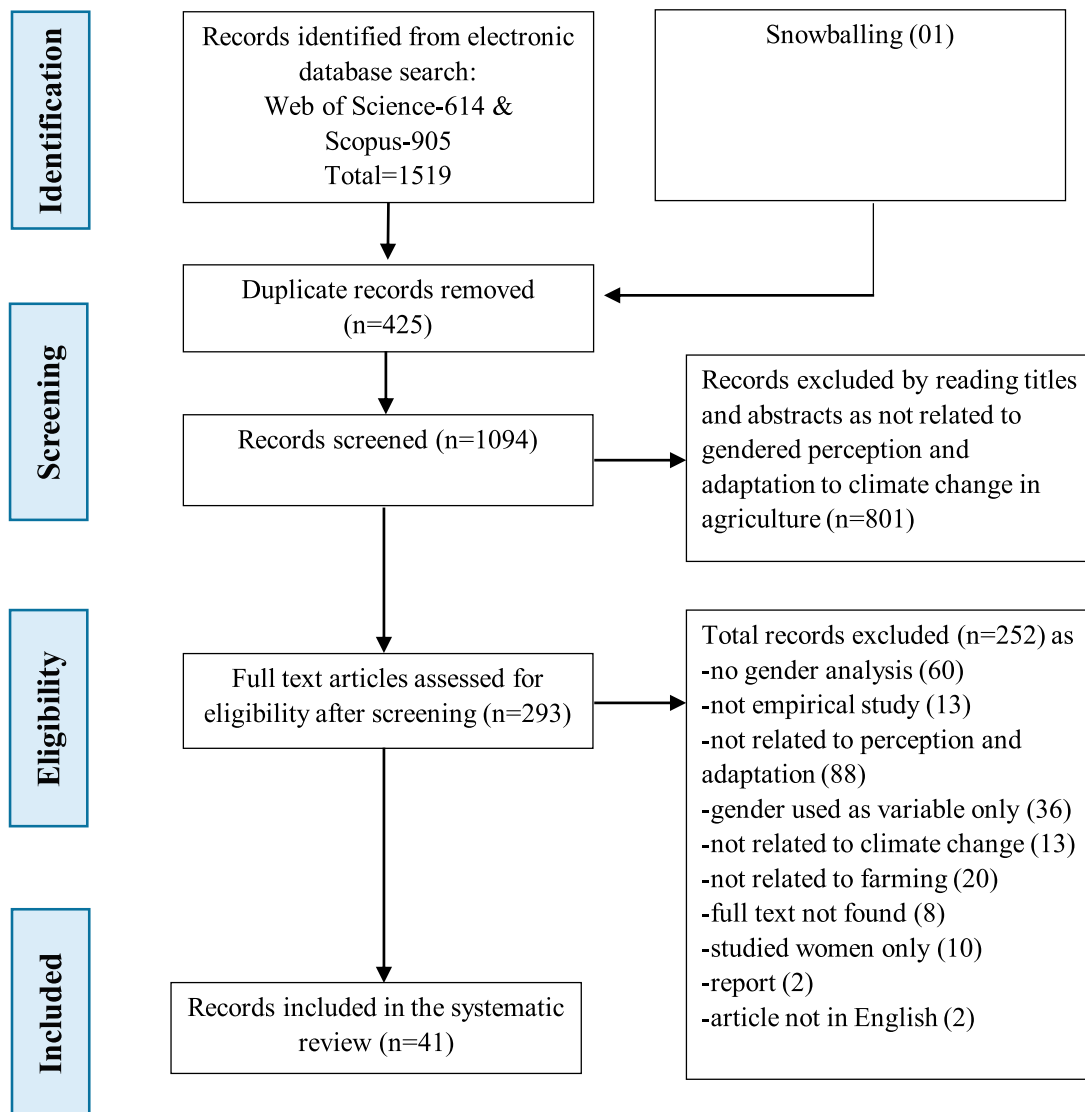 Identification
Records identified from electronic
database search:
Web of Science-614 &
Scopus-905
Total=1519
Snowballing (01)
Screening
Duplicate records removed
(n=425)
Records screened (n=1094)
Records excluded by reading titles
and abstracts as not related to
gendered perception and
adaptation to climate change in
agriculture (n=801)
Eligibility
Full text articles assessed for
eligibility after screening (n=293)
Total records excluded (n=252) as
-no gender analysis (60)
-not empirical study (13)
-not related to perception and
adaptation (88)
-gender used as variable only (36)
-not related to climate change (13)
-not related to farming (20)
-full text not found (8)
-studied women only (10)
-report (2)
-article not in English (2)
Included
Records included in the systematic
review (n=41)